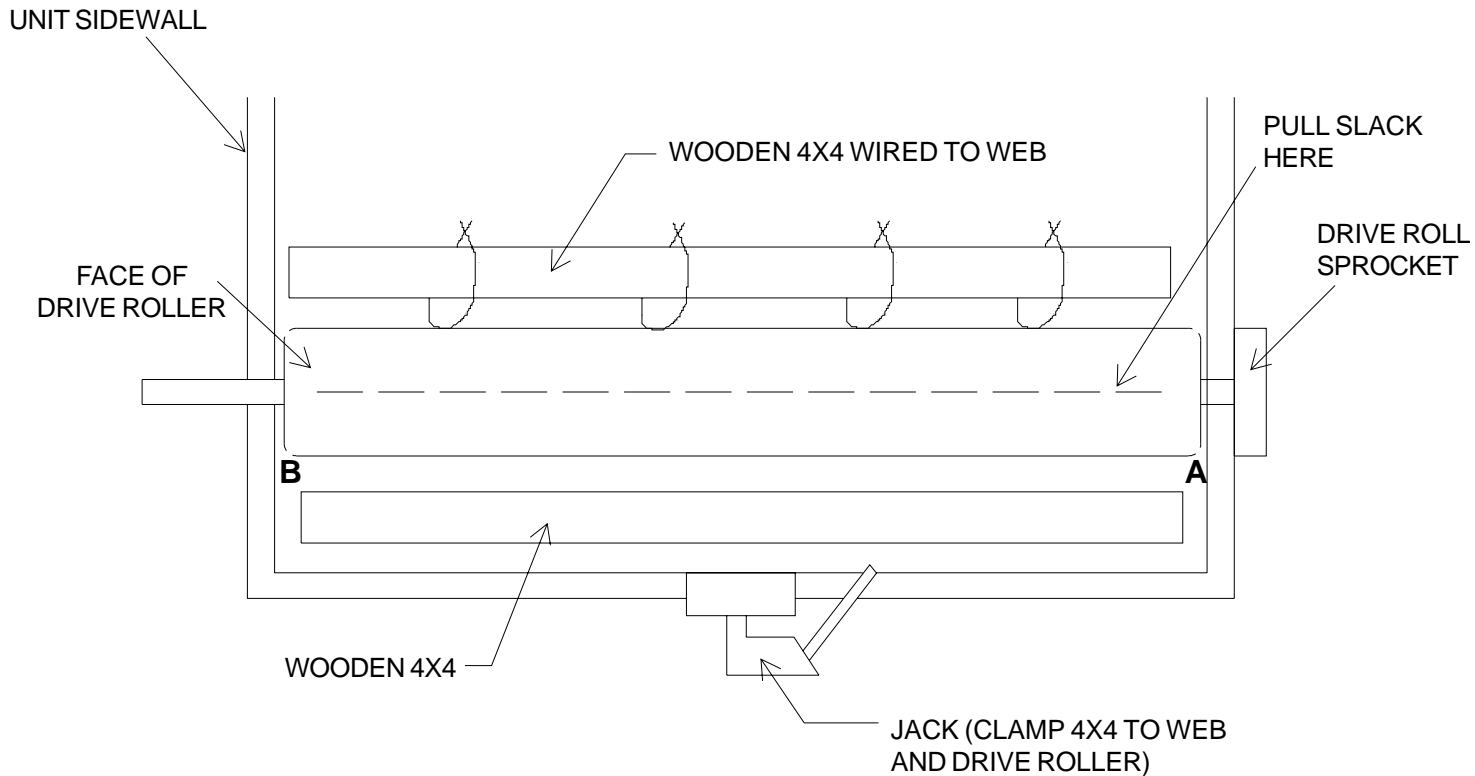 UNIT SIDEWALL
WOODEN 4X4 WIRED TO WEB
PULL SLACK
HERE
DRIVE ROLL
SPROCKET
FACE OF
DRIVE ROLLER
B
A
WOODEN 4X4
JACK (CLAMP 4X4 TO WEB
AND DRIVE ROLLER)